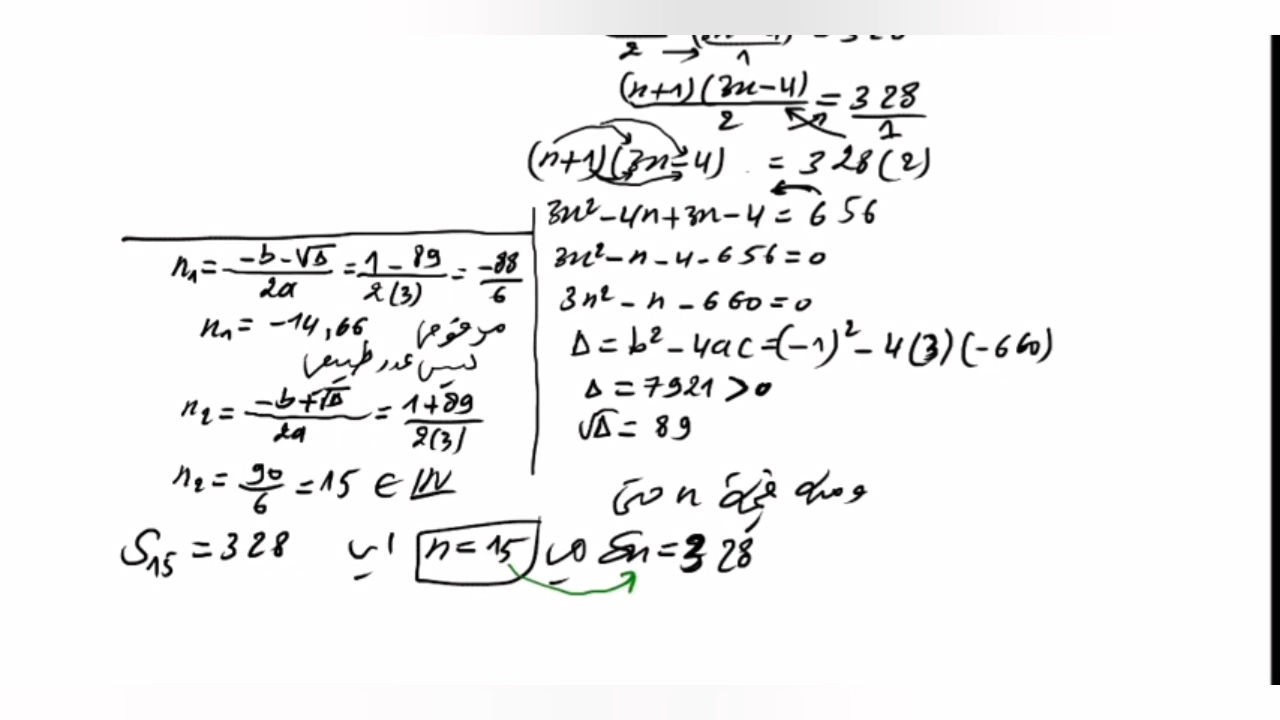 (n+1)(3n-4)/2 = 328/1
(n+1)(3n-4) = 328(2)
3n²-4n+3n-4 = 656
3n²-n-4-656=0
3n²-n-660=0
Δ = b²-4ac=(-1)²-4(3)(-660)
Δ = 7921>0
√Δ = 89
n₁ = (-b-√Δ)/2a = (1-89)/2(3) = -88/6
n₁ = -14,66 مرفوض
ليس عدد طبيعي
n₂ = (-b+√Δ)/2a = (1+89)/2(3)
n₂ = 90/6 = 15 ∈ ℕ
n
Sn = 328
n = 15
S₁₅ = 328